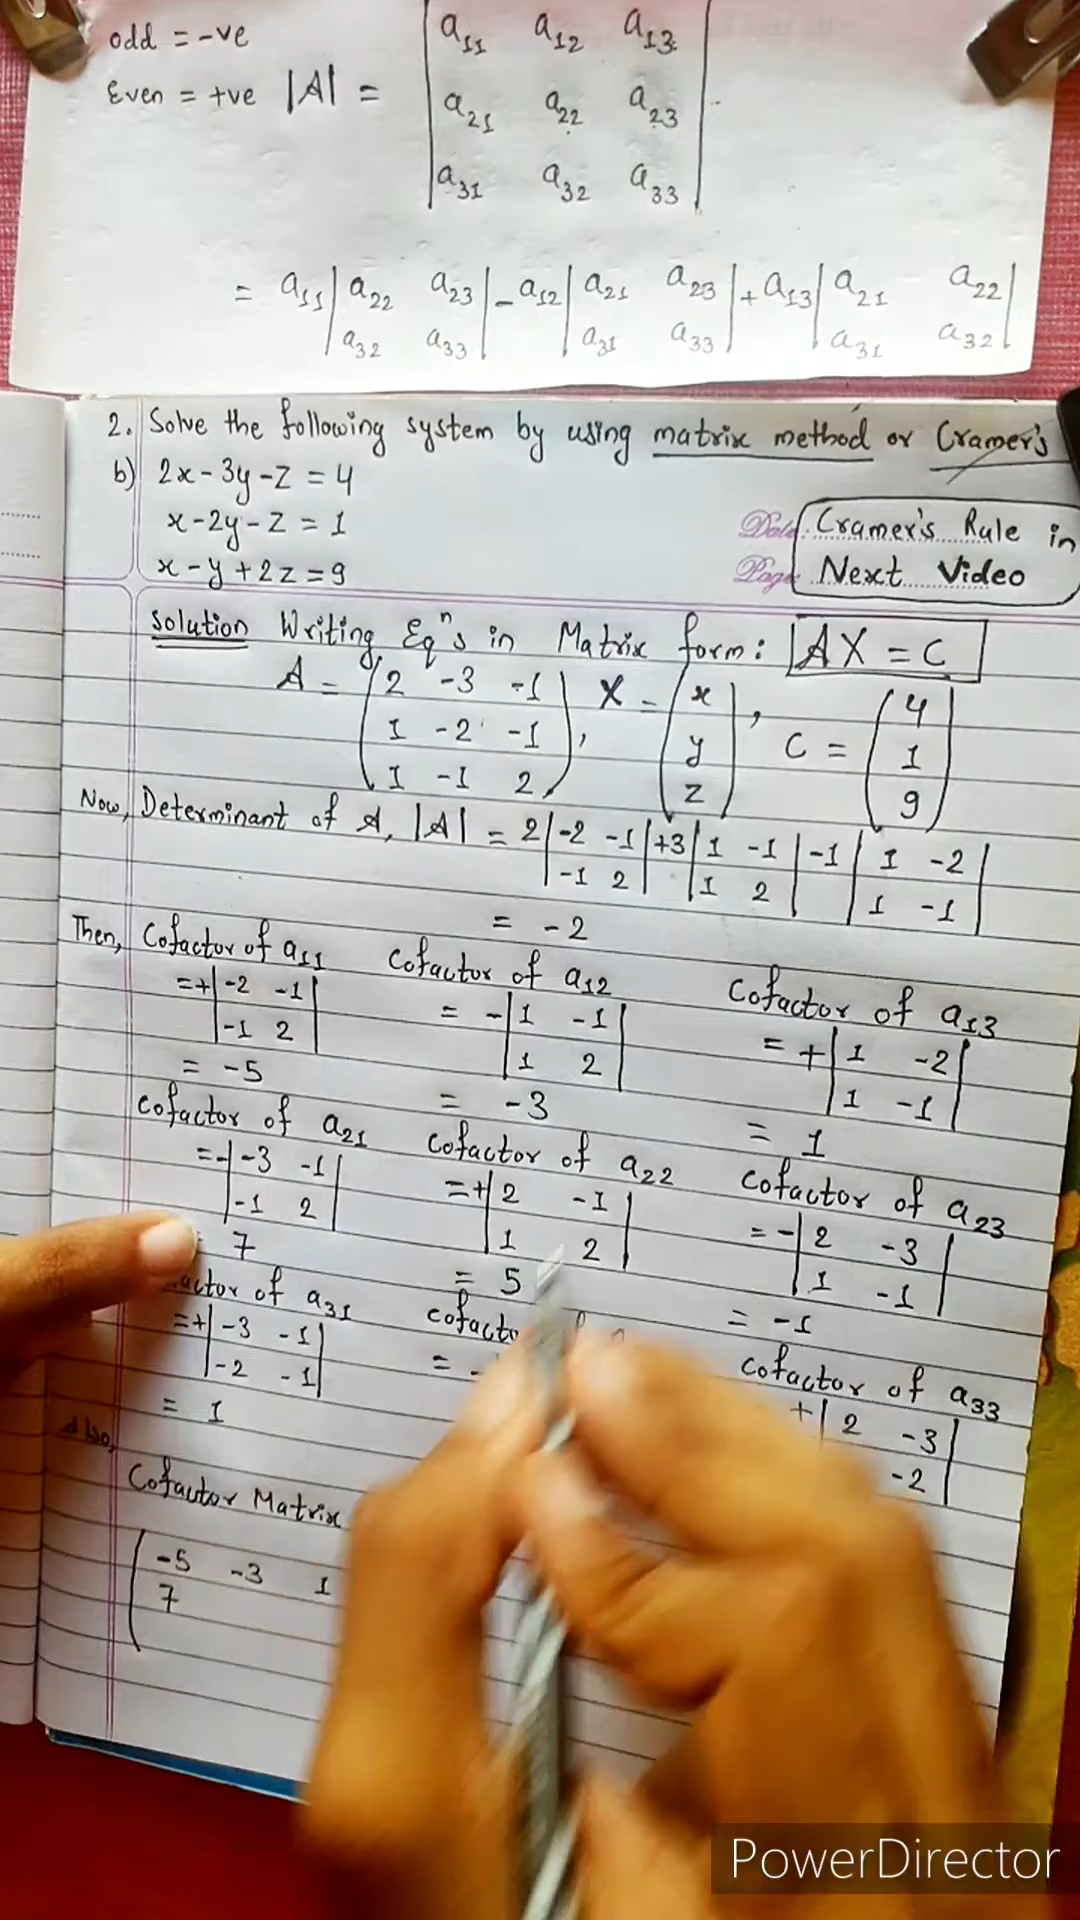 odd = -ve
Even = +ve |A| = | a11 a12 a13 |
| a21 a22 a23 |
| a31 a32 a33 |
= a11 | a22 a23 | - a12 | a21 a23 | + a13 | a21 a22 |
| a32 a33 | | a31 a33 | | a31 a32 |
2. Solve the following system by using matrix method or Cramer's
b) 2x - 3y - z = 4
x - 2y - z = 1
x - y + 2z = 9
Date: Cramer's Rule in
Page: Next Video
Solution Writing Eqns in Matrix form: AX = C
A = ( 2 -3 -1 ) X = ( x ) , C = ( 4 )
( 1 -2 -1 ) , ( y ) ( 1 )
( 1 -1 2 ) ( z ) ( 9 )
Now, Determinant of A, |A| = 2 | -2 -1 | +3 | 1 -1 | -1 | 1 -2 |
| -1 2 | | 1 2 | | 1 -1 |
= -2
Then, Cofactor of a11 Cofactor of a12 Cofactor of a13
= + | -2 -1 | = - | 1 -1 | = + | 1 -2 |
| -1 2 | | 1 2 | | 1 -1 |
= -5 = -3 = 1
Cofactor of a21 Cofactor of a22 Cofactor of a23
= - | -3 -1 | = + | 2 -1 | = - | 2 -3 |
| -1 2 | | 1 2 | | 1 -1 |
7 = 5 = -1
of a31 Cofactor of a33
= + | -3 -1 | = - + | 2 -3 |
| -2 -1 | -2 |
= 1
Also,
Cofactor Matrix
( -5 -3 1
7
PowerDirector